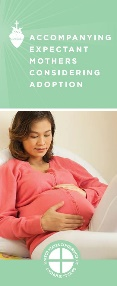 ACCOMPANYING
EXPECTANT
MOTHERS
CONSIDERING
ADOPTION